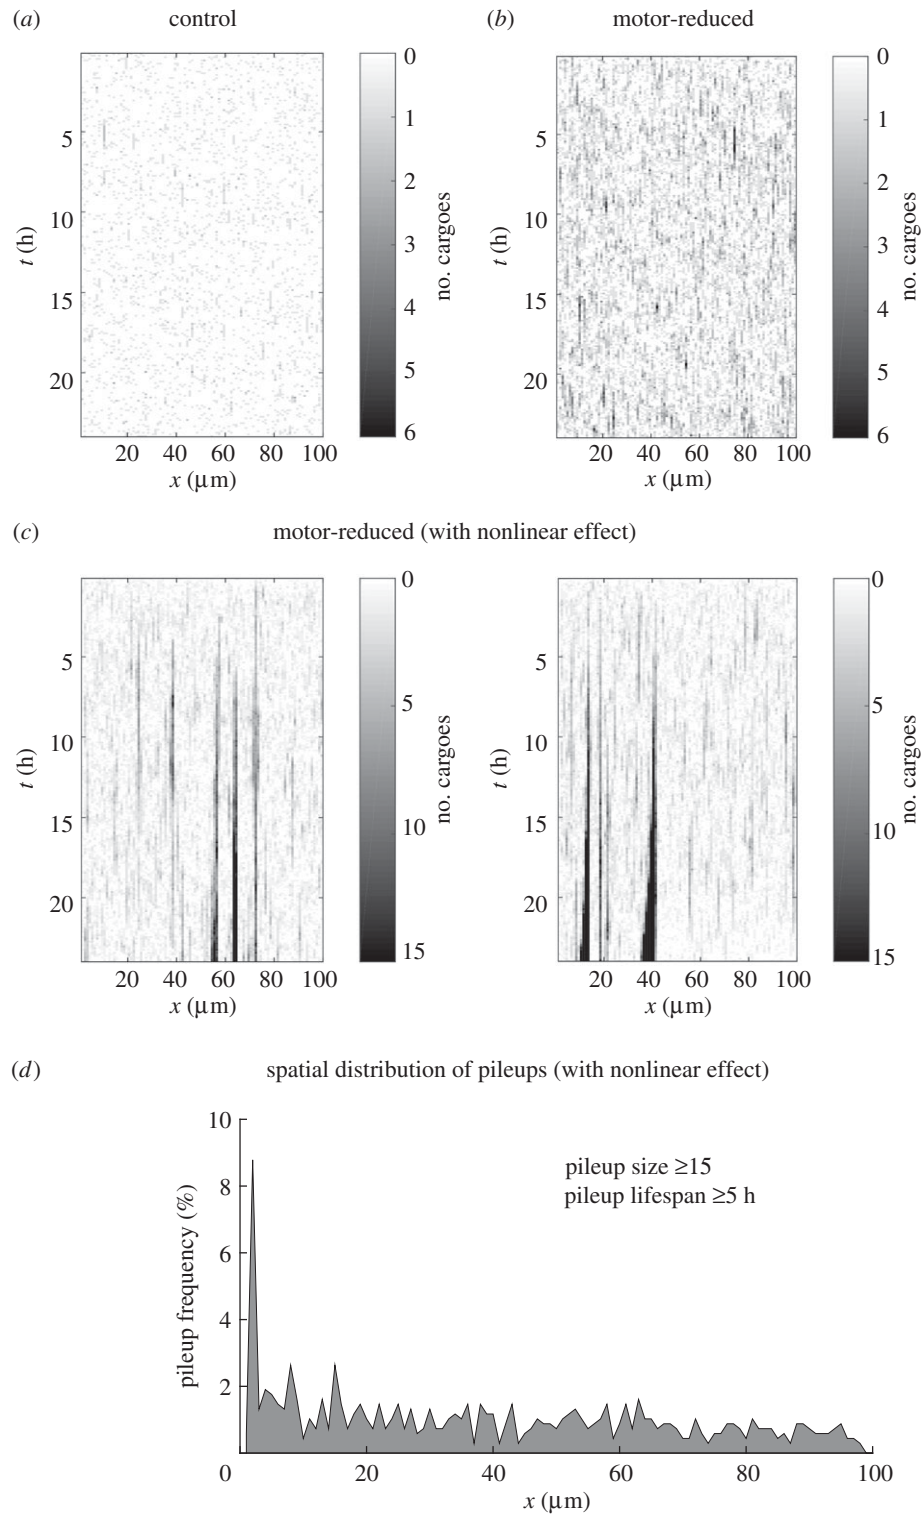 (a) control
(b) motor-reduced
0
1
2
3
4
5
6
no. cargoes
5
10
15
20
t (h)
20 40 60 80 100
x (μm)
0
1
2
3
4
5
6
no. cargoes
5
10
15
20
t (h)
20 40 60 80 100
x (μm)
(c) motor-reduced (with nonlinear effect)
0
5
10
15
no. cargoes
5
10
15
20
t (h)
20 40 60 80 100
x (μm)
0
5
10
15
no. cargoes
5
10
15
20
t (h)
20 40 60 80 100
x (μm)
(d) spatial distribution of pileups (with nonlinear effect)
10
8
6
4
2
pileup frequency (%)
pileup size ≥15
pileup lifespan ≥5 h
0 20 40 60 80 100
x (μm)